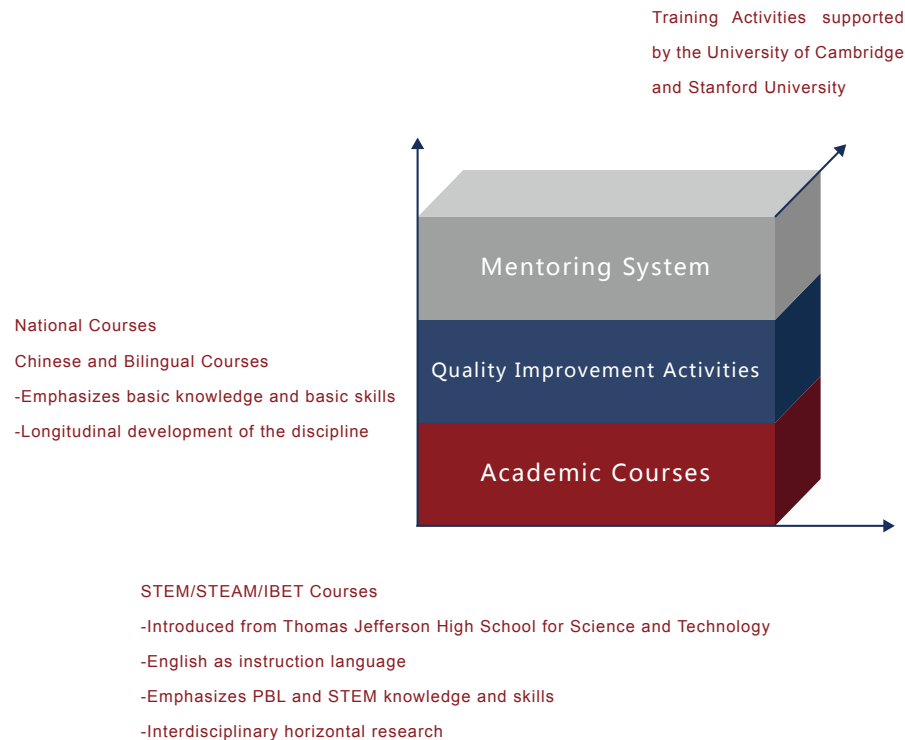 Training Activities supported
by the University of Cambridge
and Stanford University
Mentoring System
National Courses
Chinese and Bilingual Courses
-Emphasizes basic knowledge and basic skills
-Longitudinal development of the discipline
Quality Improvement Activities
Academic Courses
STEM/STEAM/IBET Courses
-Introduced from Thomas Jefferson High School for Science and Technology
-English as instruction language
-Emphasizes PBL and STEM knowledge and skills
-Interdisciplinary horizontal research